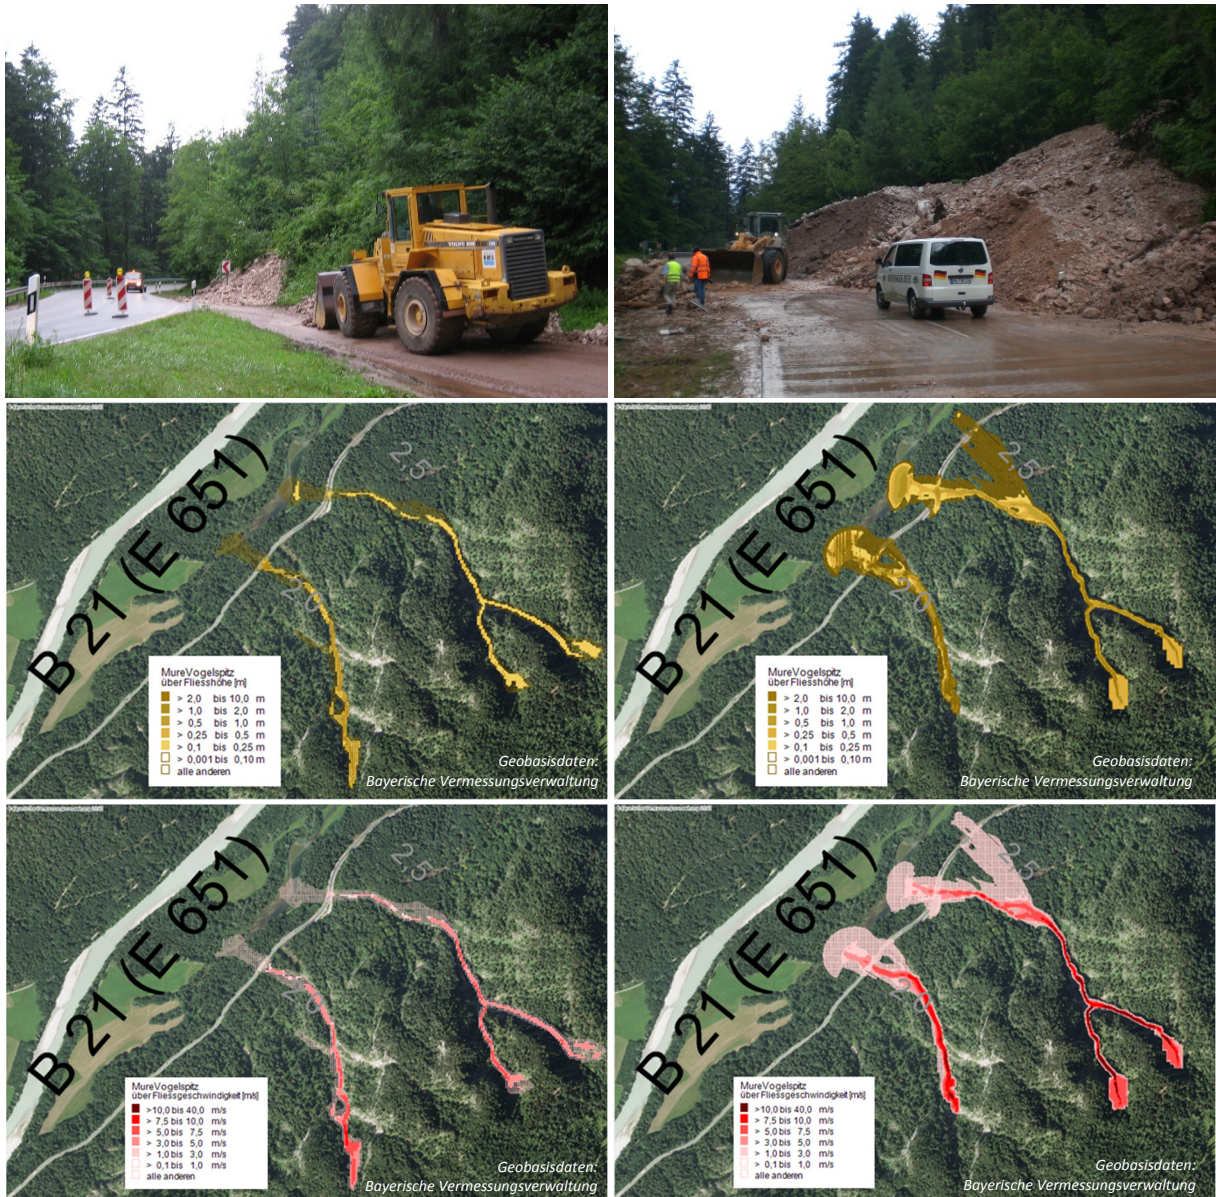 VOLVO BM
B 21 (E 651)
2,5
2,0
MureVogelspitz
über Fliesshöhe [m]
> 2,0 bis 10,0 m
> 1,0 bis 2,0 m
> 0,5 bis 1,0 m
> 0,25 bis 0,5 m
> 0,1 bis 0,25 m
> 0,001 bis 0,10 m
alle anderen
Geobasisdaten:
Bayerische Vermessungsverwaltung
B 21 (E 651)
2,5
2,0
MureVogelspitz
über Fliesshöhe [m]
> 2,0 bis 10,0 m
> 1,0 bis 2,0 m
> 0,5 bis 1,0 m
> 0,25 bis 0,5 m
> 0,1 bis 0,25 m
> 0,001 bis 0,10 m
alle anderen
Geobasisdaten:
Bayerische Vermessungsverwaltung
B 21 (E 651)
2,5
2,0
MureVogelspitz
über Fliessgeschwindigkeit [m/s]
>10,0 bis 40,0 m/s
> 7,5 bis 10,0 m/s
> 5,0 bis 7,5 m/s
> 3,0 bis 5,0 m/s
> 1,0 bis 3,0 m/s
> 0,1 bis 1,0 m/s
alle anderen
Geobasisdaten:
Bayerische Vermessungsverwaltung
B 21 (E 651)
2,5
2,0
MureVogelspitz
über Fliessgeschwindigkeit [m/s]
>10,0 bis 40,0 m/s
> 7,5 bis 10,0 m/s
> 5,0 bis 7,5 m/s
> 3,0 bis 5,0 m/s
> 1,0 bis 3,0 m/s
> 0,1 bis 1,0 m/s
alle anderen
Geobasisdaten:
Bayerische Vermessungsverwaltung